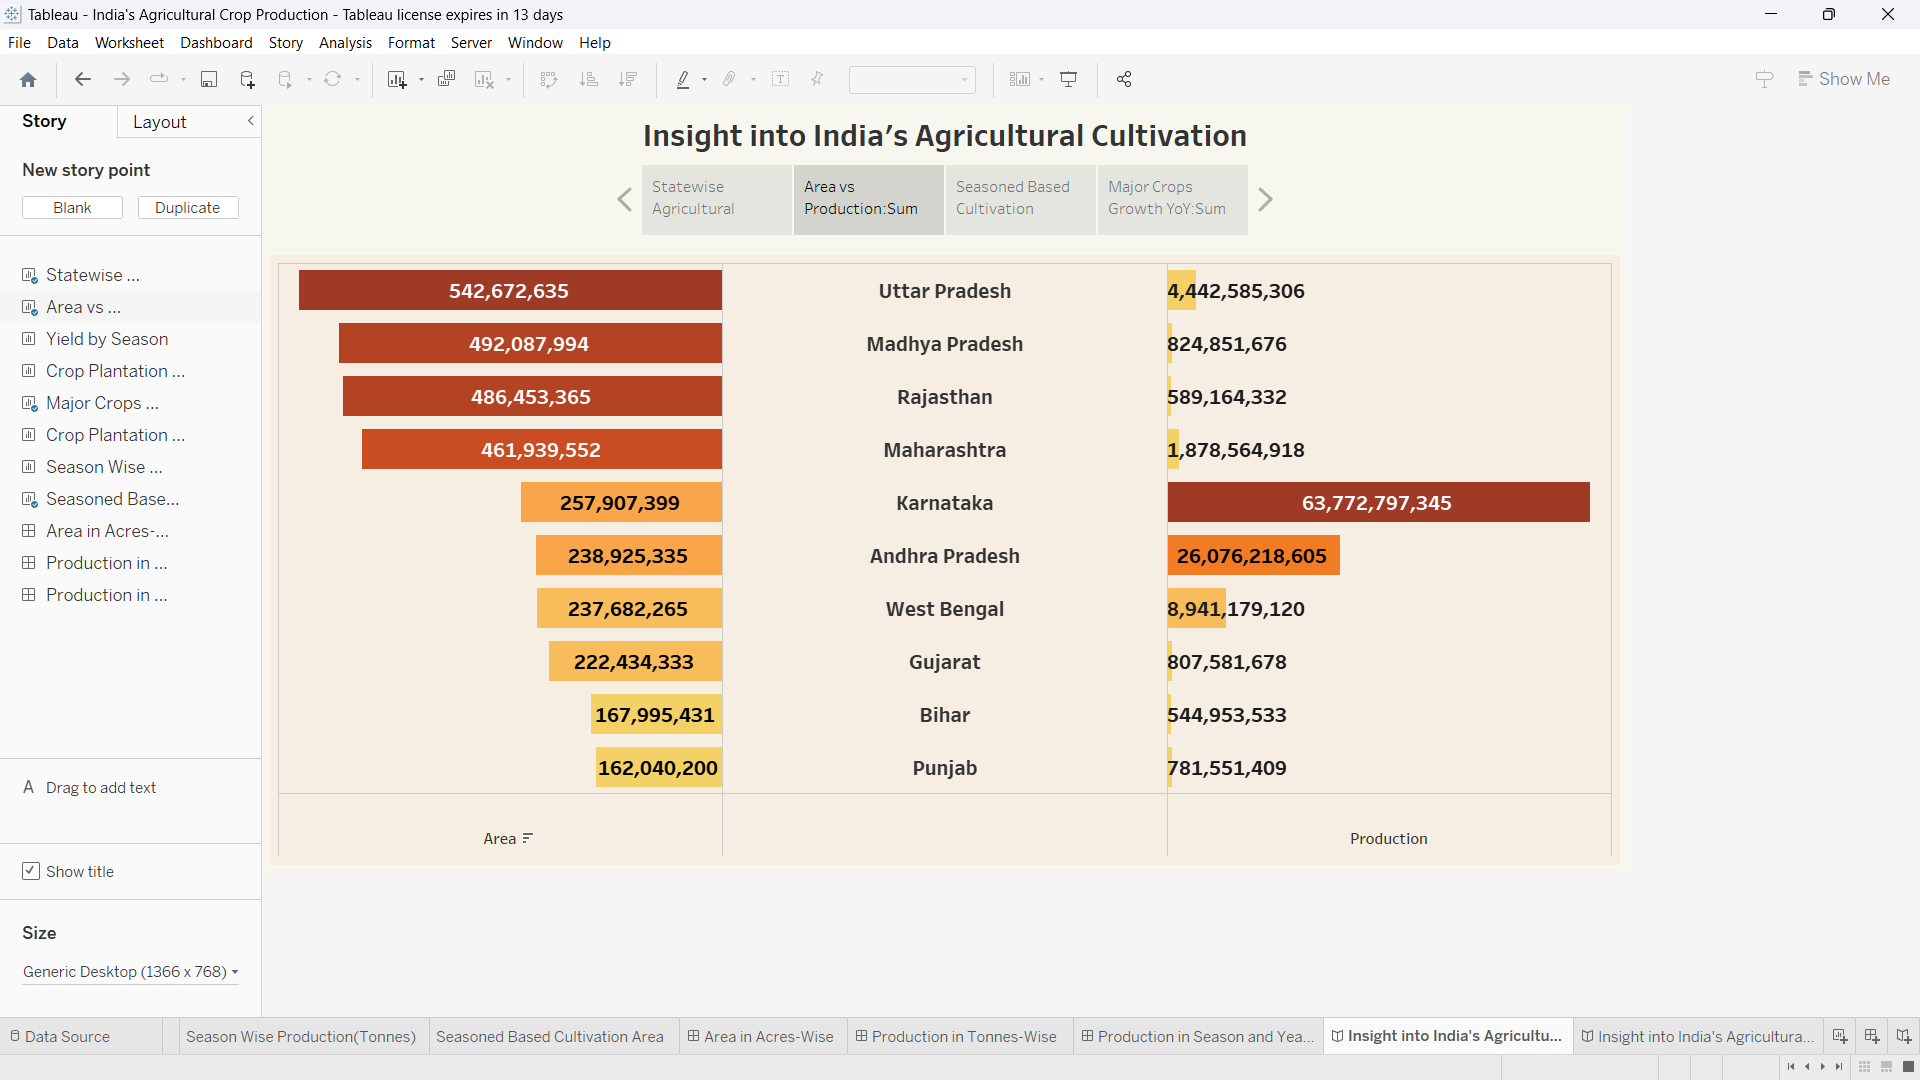 Tableau - India's Agricultural Crop Production - Tableau license expires in 13 days
File Data Worksheet Dashboard Story Analysis Format Server Window Help
Show Me
Story Layout
New story point
Blank Duplicate
Statewise ...
Area vs ...
Yield by Season
Crop Plantation ...
Major Crops ...
Crop Plantation ...
Season Wise ...
Seasoned Base...
Area in Acres-...
Production in ...
Production in ...
A Drag to add text
Show title
Size
Generic Desktop (1366 x 768)
Insight into India’s Agricultural Cultivation
Statewise
Agricultural
Area vs
Production:Sum
Seasoned Based
Cultivation
Major Crops
Growth YoY:Sum
542,672,635 Uttar Pradesh 4,442,585,306
492,087,994 Madhya Pradesh 824,851,676
486,453,365 Rajasthan 589,164,332
461,939,552 Maharashtra 1,878,564,918
257,907,399 Karnataka 63,772,797,345
238,925,335 Andhra Pradesh 26,076,218,605
237,682,265 West Bengal 8,941,179,120
222,434,333 Gujarat 807,581,678
167,995,431 Bihar 544,953,533
162,040,200 Punjab 781,551,409
Area Production
Data Source Season Wise Production(Tonnes) Seasoned Based Cultivation Area Area in Acres-Wise Production in Tonnes-Wise Production in Season and Yea... Insight into India's Agricultu... Insight into India's Agricultura...